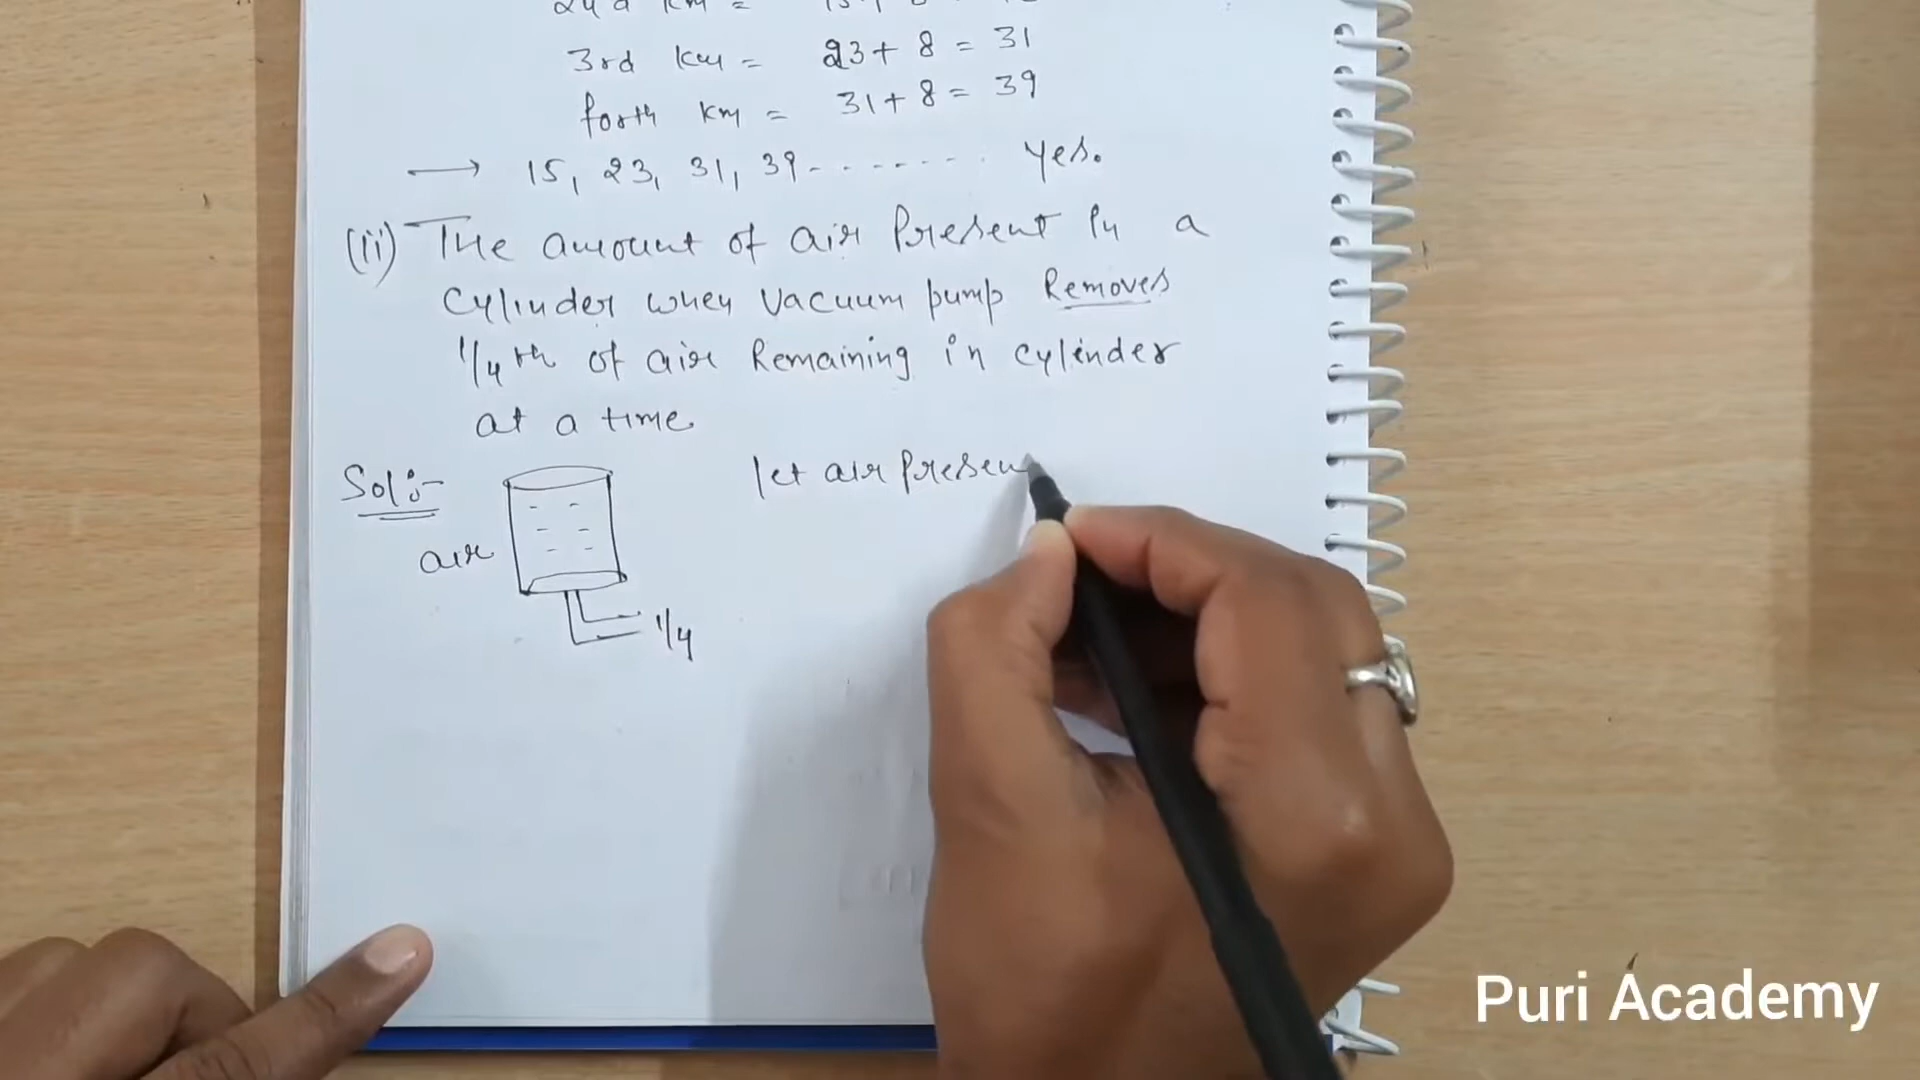 3rd km = 23 + 8 = 31
forth km = 31 + 8 = 39
→ 15, 23, 31, 39 - - - - - - - yes.
(ii) The amount of air Present in a
Cylinder when Vacuum pump Removes
1/4th of air Remaining in cylinder
at a time
Sol:- let air Presen
air
1/4
Puri Academy